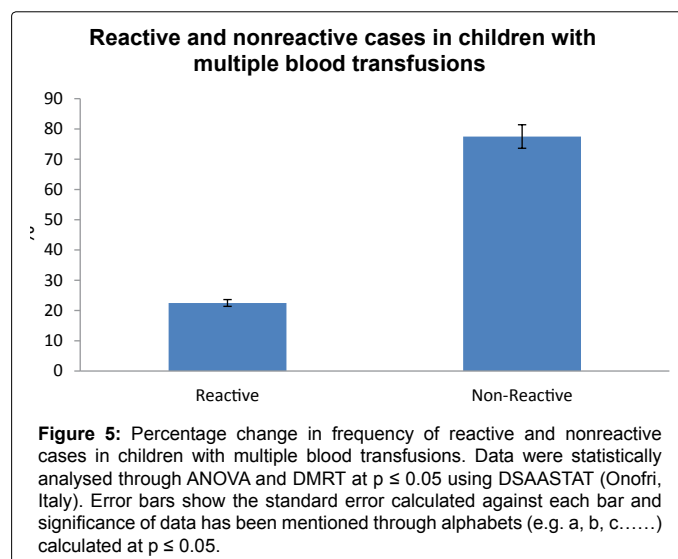 Reactive and nonreactive cases in children with
multiple blood transfusions
90
80
70
60
50
40
30
20
10
0
%
Reactive Non-Reactive
Figure 5: Percentage change in frequency of reactive and nonreactive
cases in children with multiple blood transfusions. Data were statistically
analysed through ANOVA and DMRT at p ≤ 0.05 using DSAASTAT (Onofri,
Italy). Error bars show the standard error calculated against each bar and
significance of data has been mentioned through alphabets (e.g. a, b, c……)
calculated at p ≤ 0.05.